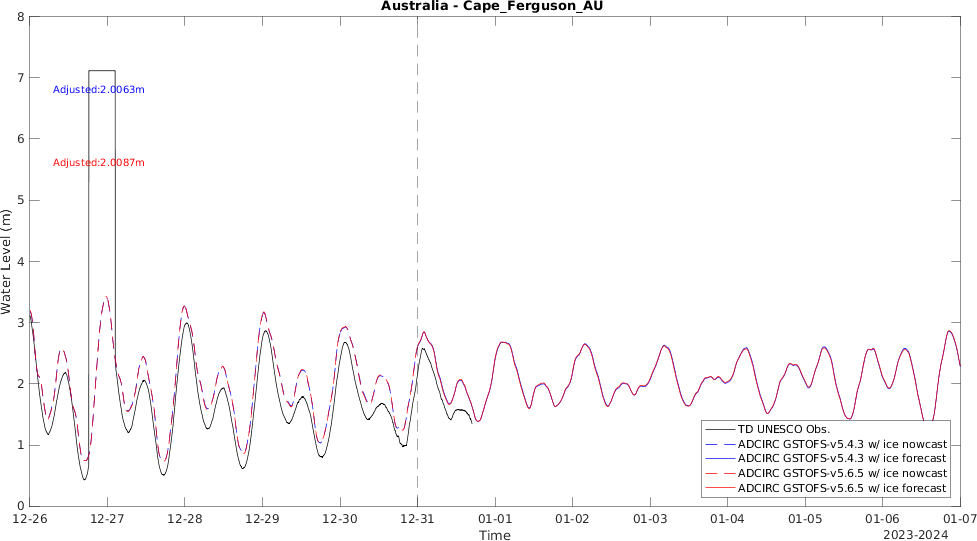 Australia - Cape_Ferguson_AU
8
7
6
5
4
3
2
1
0
Water Level (m)
Adjusted:2.0063m
Adjusted:2.0087m
TD UNESCO Obs.
ADCIRC GSTOFS-v5.4.3 w/ ice nowcast
ADCIRC GSTOFS-v5.4.3 w/ ice forecast
ADCIRC GSTOFS-v5.6.5 w/ ice nowcast
ADCIRC GSTOFS-v5.6.5 w/ ice forecast
12-26 12-27 12-28 12-29 12-30 12-31 01-01 01-02 01-03 01-04 01-05 01-06 01-07
Time
2023-2024